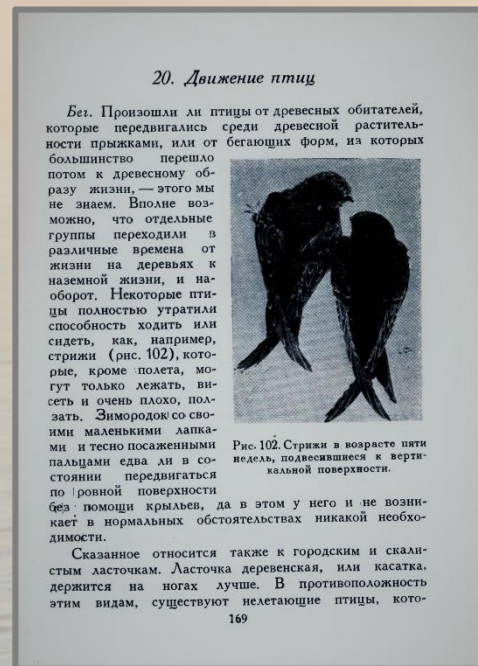 20. Движение птиц
Бег. Произошли ли птицы от древесных обитателей,
которые передвигались среди древесной раститель-
ности прыжками, или от бегающих форм, из которых
большинство перешло
потом к древесному об-
разу жизни, — этого мы
не знаем. Вполне воз-
можно, что отдельные
группы переходили в
различные времена от
жизни на деревьях к
наземной жизни, и на-
оборот. Некоторые пти-
цы полностью утратили
способность ходить или
сидеть, как, например,
стрижи (рис. 102), кото-
рые, кроме полета, мо-
гут только лежать, ви-
сеть и очень плохо, пол-
зать. Зимородок со сво-
ими маленькими лапка-
ми и тесно посаженными
пальцами едва ли в со-
стоянии передвигаться
по ровной поверхности
без помощи крыльев, да в этом у него и не возни-
кает в нормальных обстоятельствах никакой необхо-
димости.
Рис. 102. Стрижи в возрасте пяти
недель, подвесившиеся к верти-
кальной поверхности.
Сказанное относится также к городским и скали-
стым ласточкам. Ласточка деревенская, или касатка,
держится на ногах лучше. В противоположность
этим видам, существуют нелетающие птицы, кото-
169